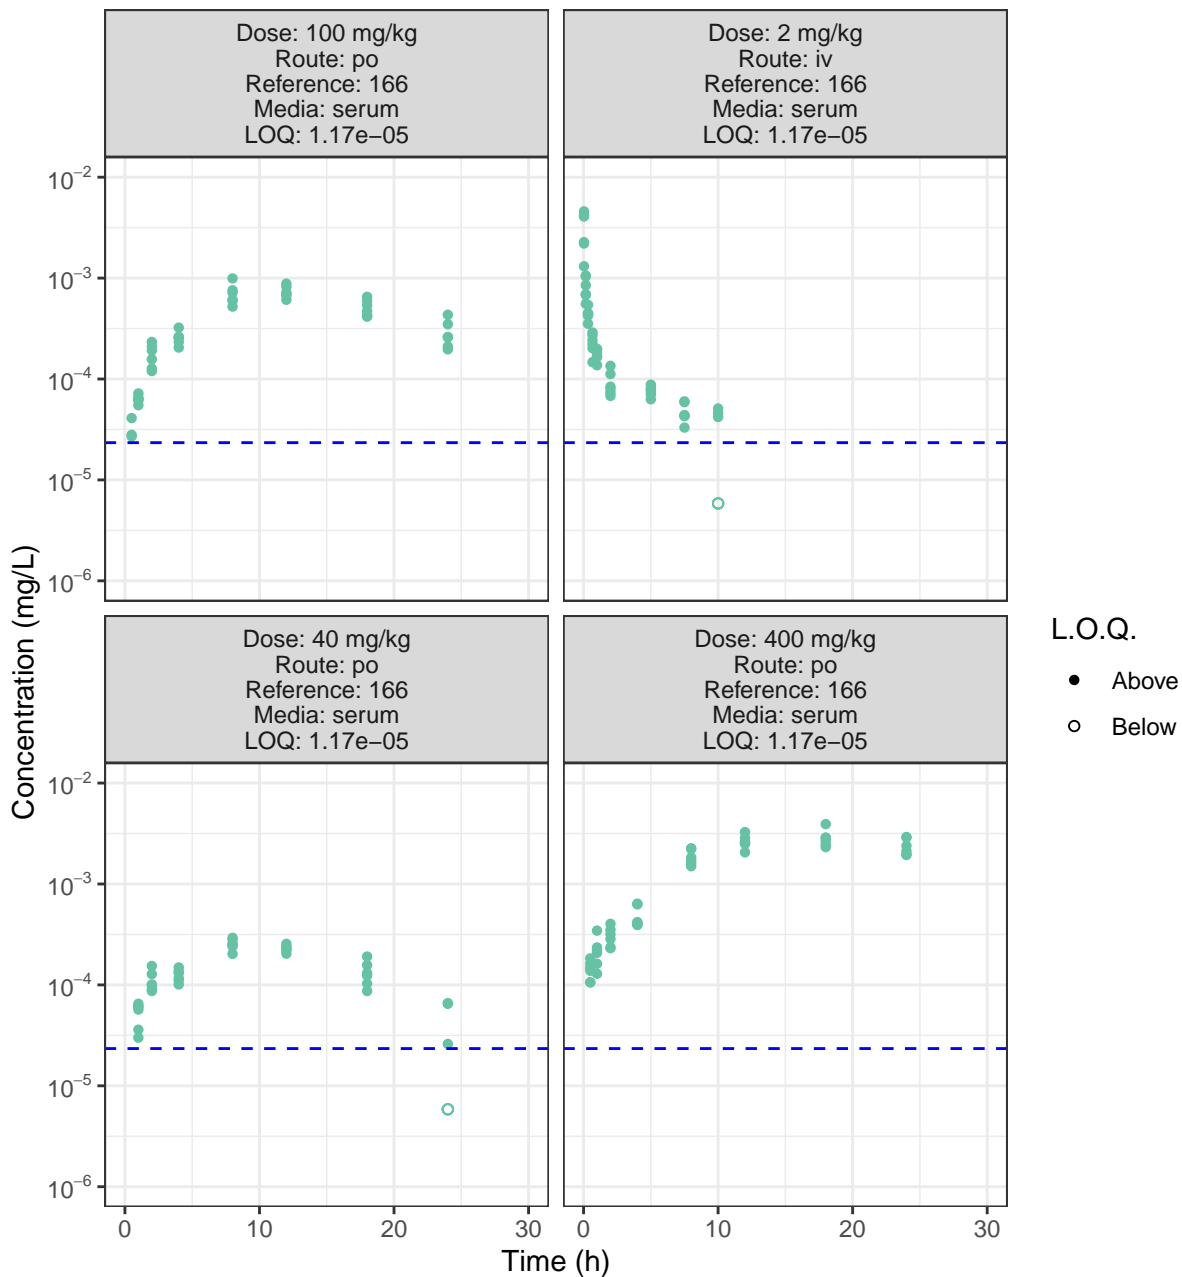 Dose: 100 mg/kg
Route: po
Reference: 166
Media: serum
LOQ: 1.17e−05
Dose: 2 mg/kg
Route: iv
Reference: 166
Media: serum
LOQ: 1.17e−05
10⁻²
10⁻³
10⁻⁴
10⁻⁵
10⁻⁶
Dose: 40 mg/kg
Route: po
Reference: 166
Media: serum
LOQ: 1.17e−05
Dose: 400 mg/kg
Route: po
Reference: 166
Media: serum
LOQ: 1.17e−05
10⁻²
10⁻³
10⁻⁴
10⁻⁵
10⁻⁶
0 10 20 30
0 10 20 30
Time (h)
Concentration (mg/L)
L.O.Q.
Above
Below